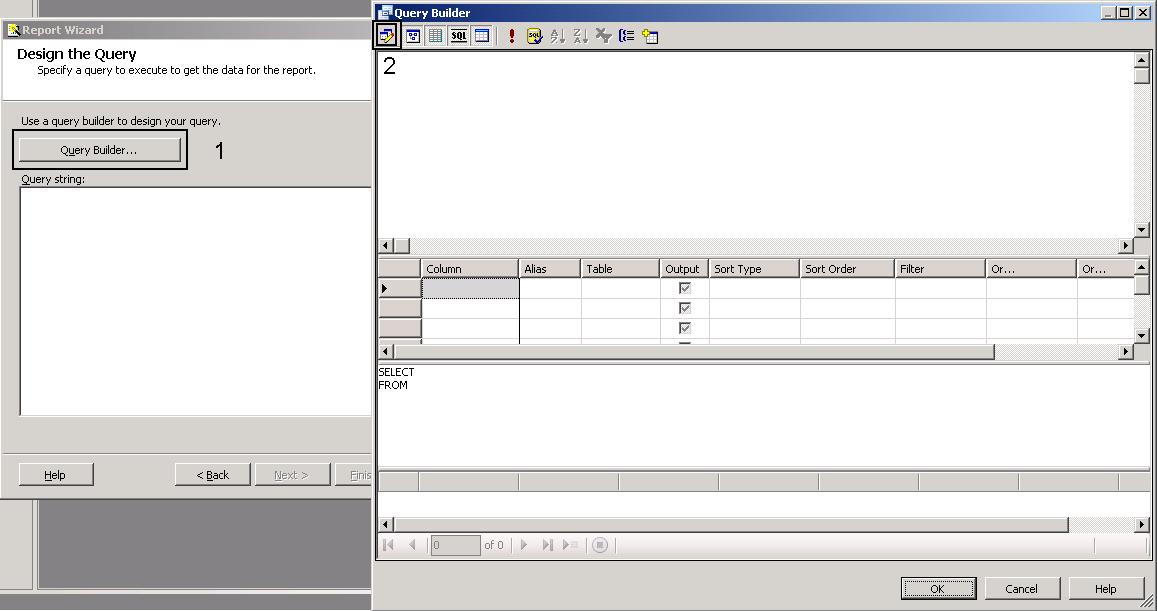 Report Wizard
Design the Query
Specify a query to execute to get the data for the report.
Use a query builder to design your query.
Query Builder...
1
Query string:
Help
< Back
Next >
Finis
Query Builder
SQL
2
Column Alias Table Output Sort Type Sort Order Filter Or... Or...
SELECT
FROM
0 of 0
OK
Cancel
Help